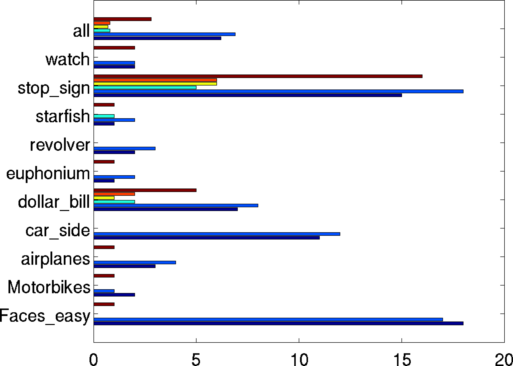 all
watch
stop_sign
starfish
revolver
euphonium
dollar_bill
car_side
airplanes
Motorbikes
Faces_easy
0 5 10 15 20